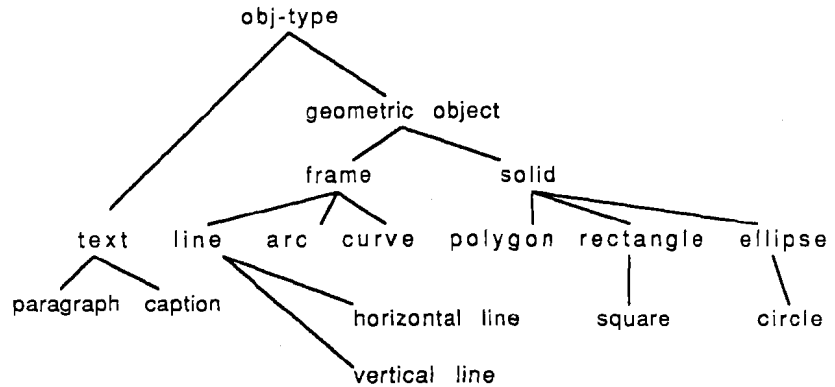 obj-type
geometric object
frame solid
text line arc curve polygon rectangle ellipse
paragraph caption horizontal line square circle
vertical line